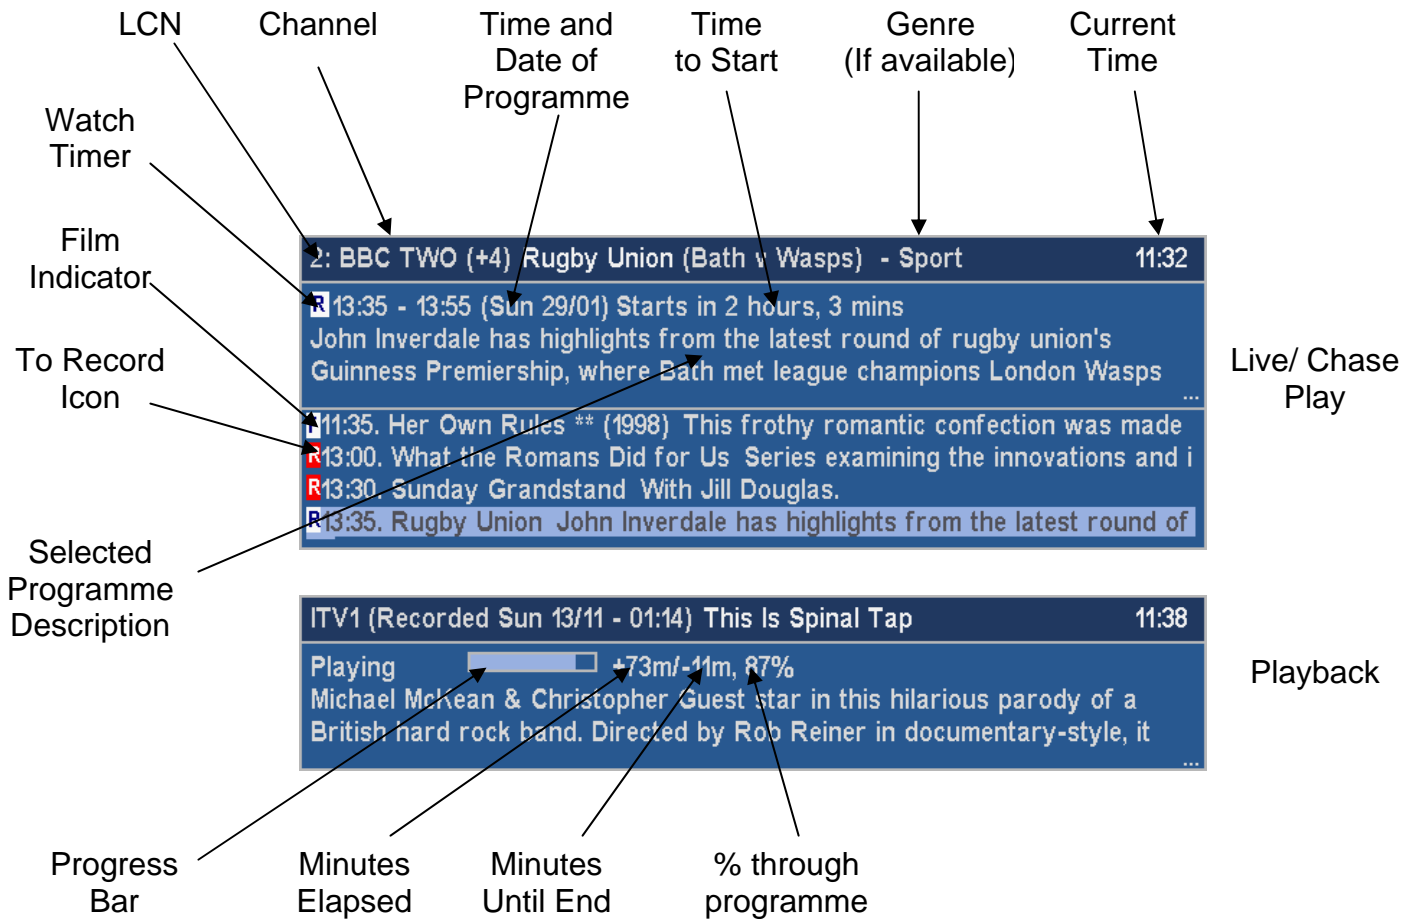 LCN
Channel
Time and
Date of
Programme
Time
to Start
Genre
(If available)
Current
Time
Watch
Timer
Film
Indicator
To Record
Icon
Selected
Programme
Description
2: BBC TWO (+4) Rugby Union (Bath v Wasps) - Sport 11:32
R 13:35 - 13:55 (Sun 29/01) Starts in 2 hours, 3 mins
John Inverdale has highlights from the latest round of rugby union's
Guinness Premiership, where Bath met league champions London Wasps
...
F 11:35. Her Own Rules ** (1998) This frothy romantic confection was made
R 13:00. What the Romans Did for Us Series examining the innovations and i
R 13:30. Sunday Grandstand With Jill Douglas.
R 13:35. Rugby Union John Inverdale has highlights from the latest round of
Live/ Chase
Play
ITV1 (Recorded Sun 13/11 - 01:14) This Is Spinal Tap 11:38
Playing +73m/-11m, 87%
Michael McKean & Christopher Guest star in this hilarious parody of a
British hard rock band. Directed by Rob Reiner in documentary-style, it
...
Playback
Progress
Bar
Minutes
Elapsed
Minutes
Until End
% through
programme